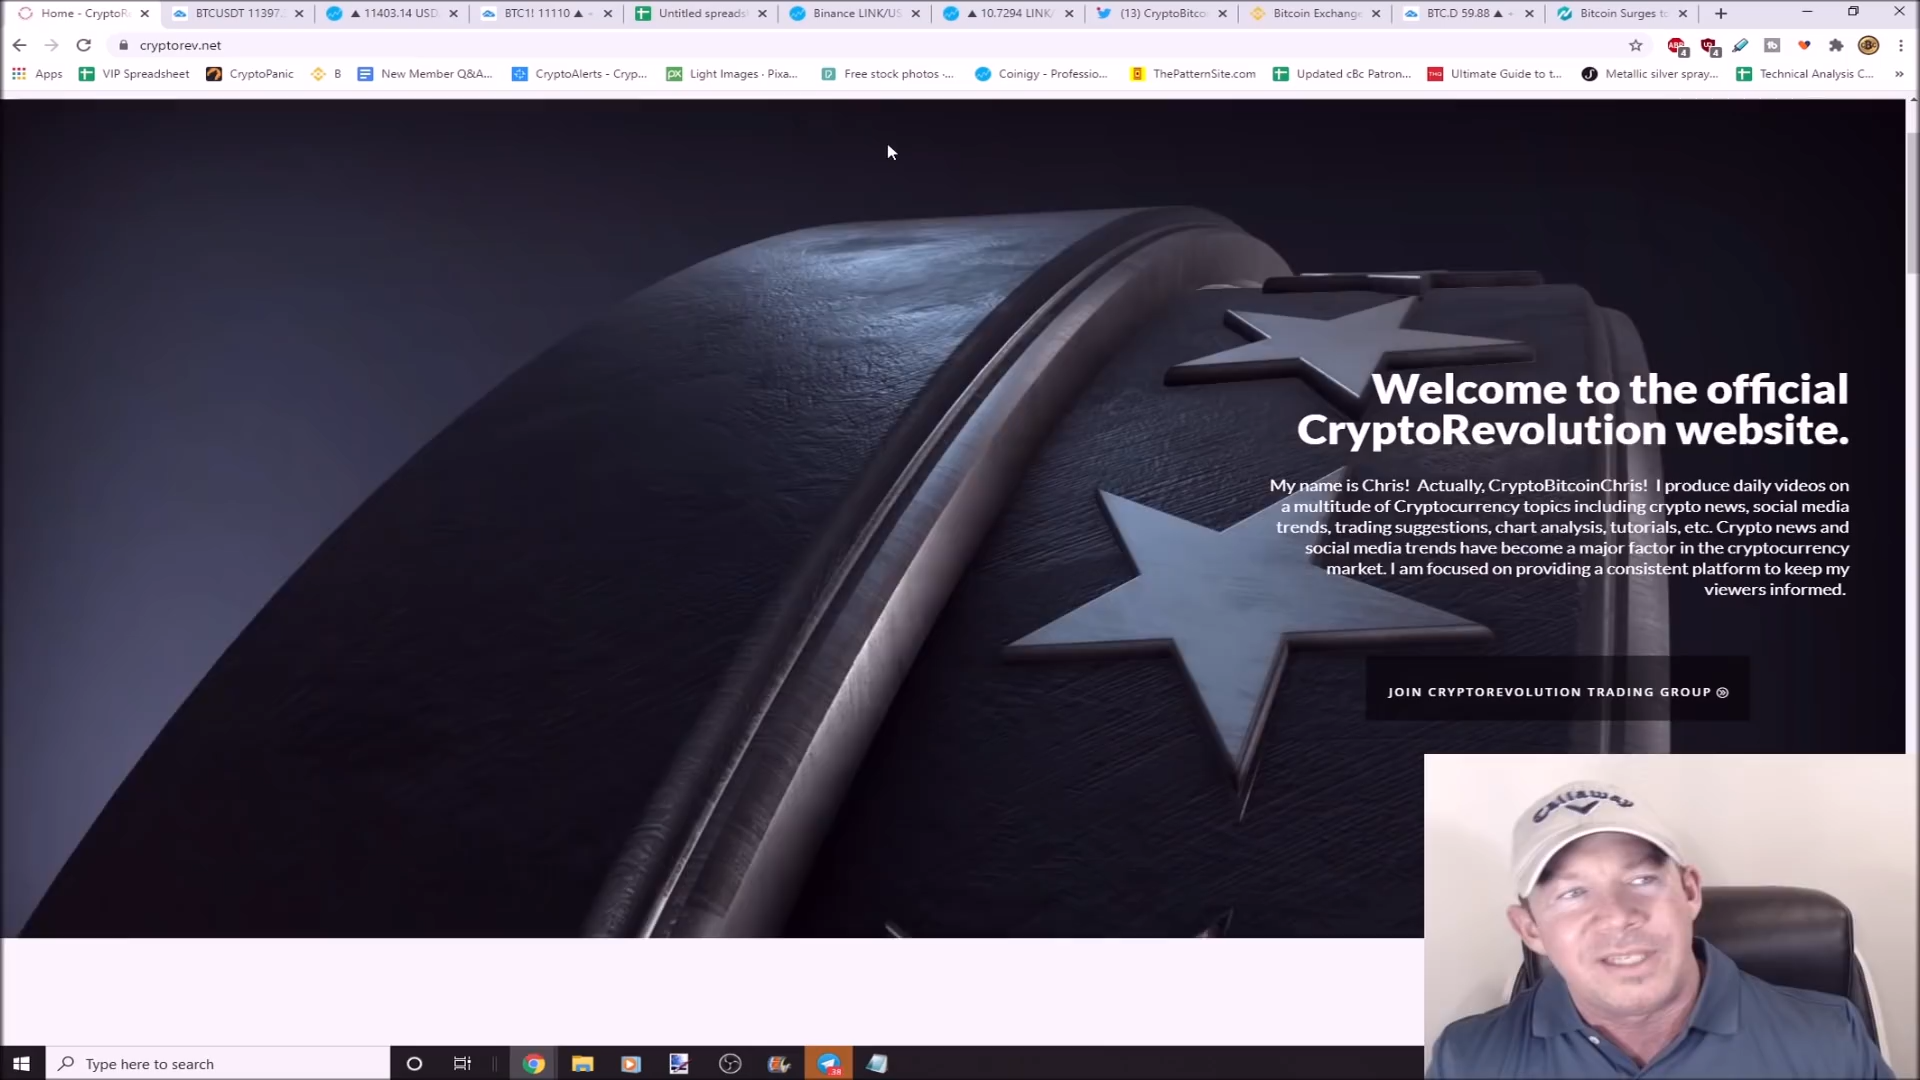 Home - CryptoR
BTCUSDT 11397.
▲ 11403.14 USD
BTC1! 11110 ▲
Untitled spreads
Binance LINK/US
▲ 10.7294 LINK/
(13) CryptoBitco
Bitcoin Exchange
BTC.D 59.88 ▲
Bitcoin Surges to
cryptorev.net
Apps
VIP Spreadsheet
CryptoPanic
B
New Member Q&A...
CryptoAlerts - Cryp...
Light Images · Pixa...
Free stock photos ·...
Coinigy - Professio...
ThePatternSite.com
Updated cBc Patron...
Ultimate Guide to t...
Metallic silver spray...
Technical Analysis C...
Welcome to the official
CryptoRevolution website.
My name is Chris! Actually, CryptoBitcoinChris! I produce daily videos on
a multitude of Cryptocurrency topics including crypto news, social media
trends, trading suggestions, chart analysis, tutorials, etc. Crypto news and
social media trends have become a major factor in the cryptocurrency
market. I am focused on providing a consistent platform to keep my
viewers informed.
JOIN CRYPTOREVOLUTION TRADING GROUP
Callaway
Type here to search
38